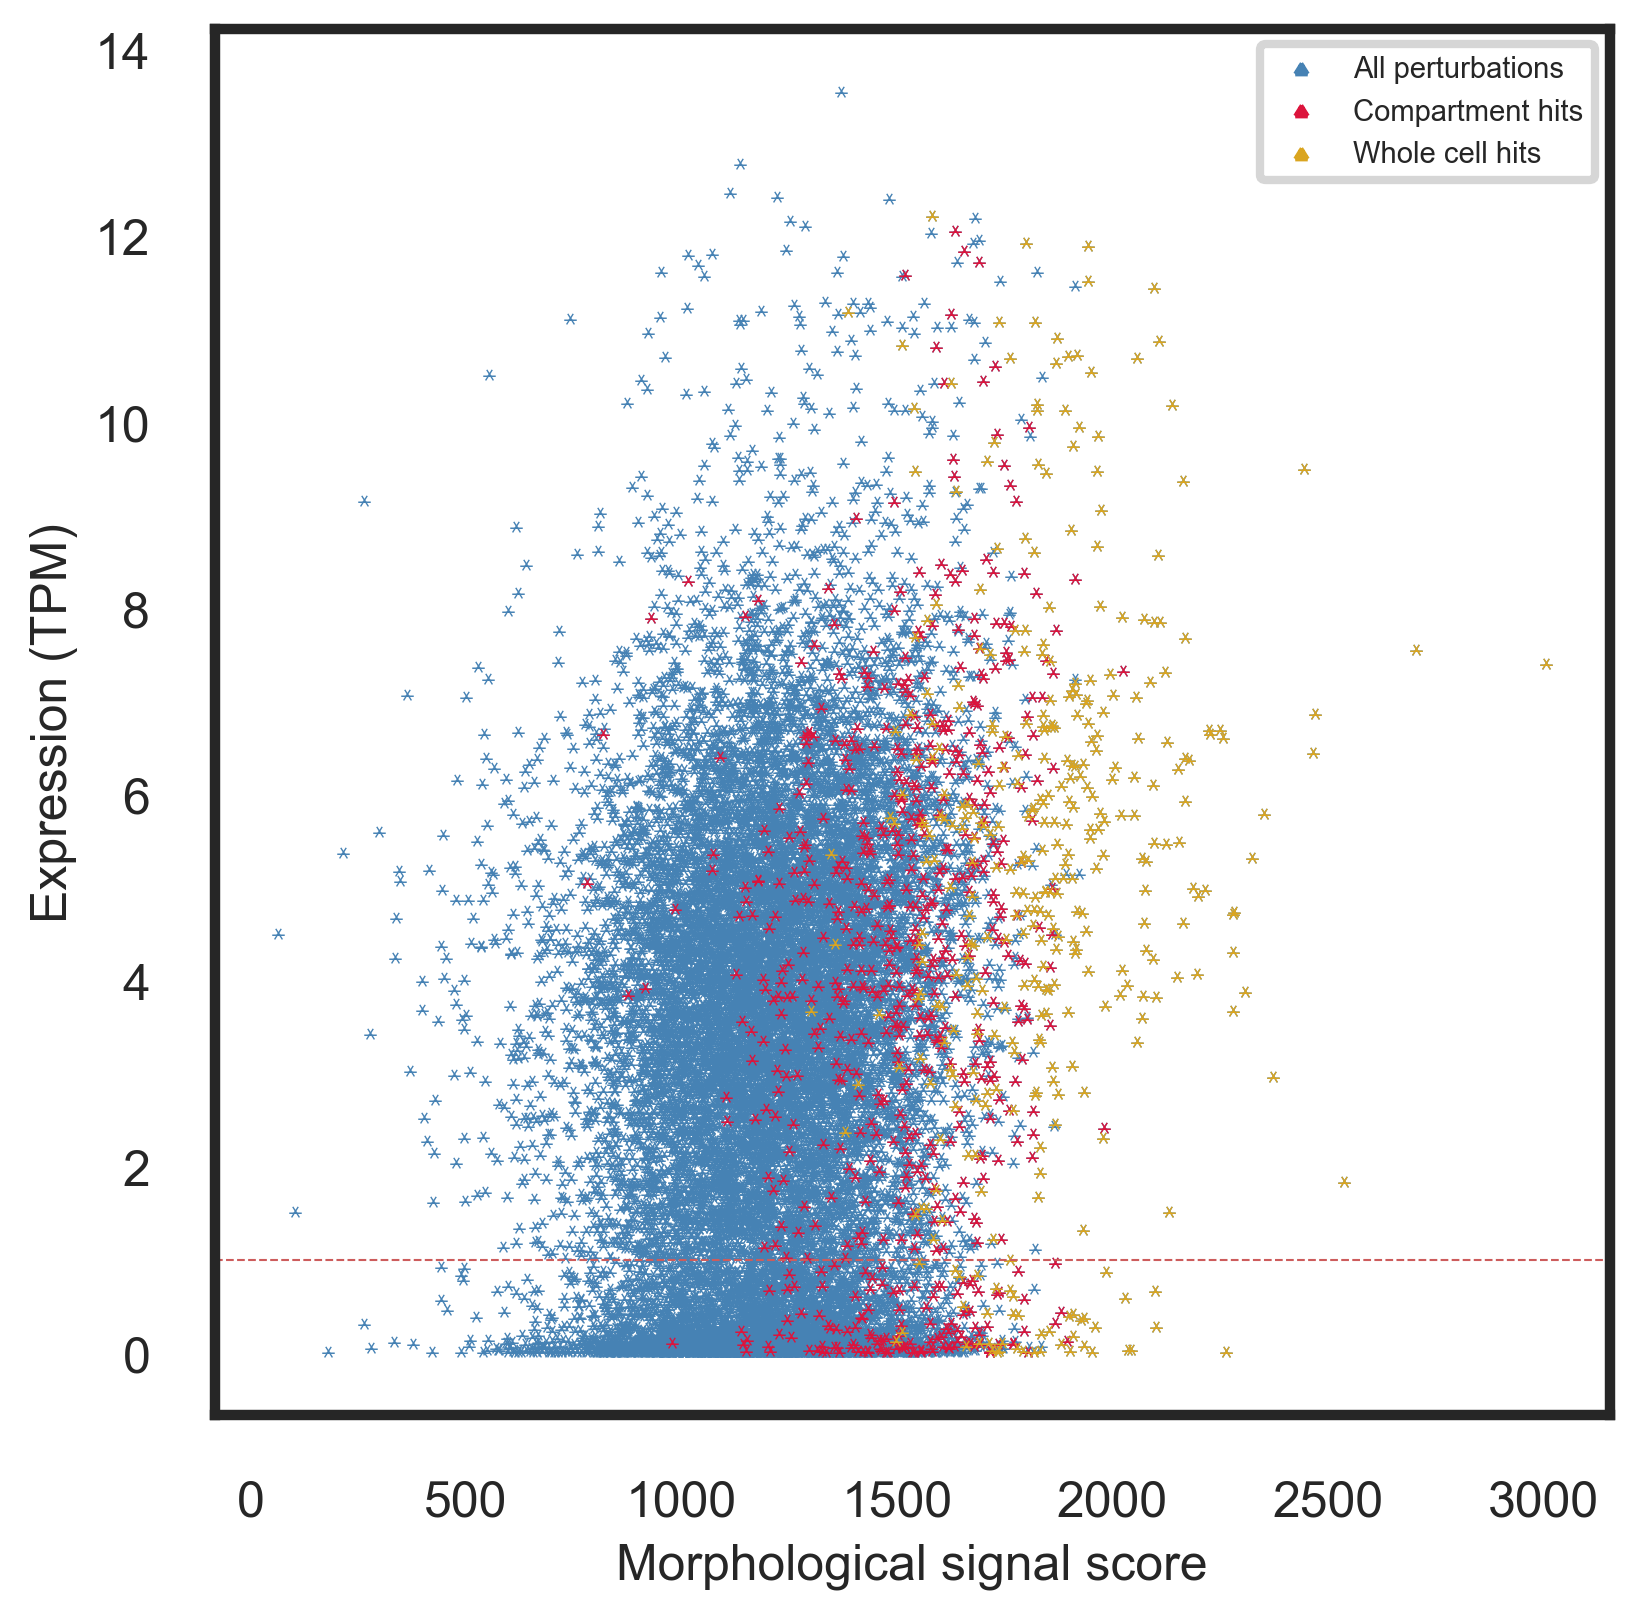 14
12
10
8
6
4
2
0
Expression (TPM)
All perturbations
Compartment hits
Whole cell hits
0 500 1000 1500 2000 2500 3000
Morphological signal score